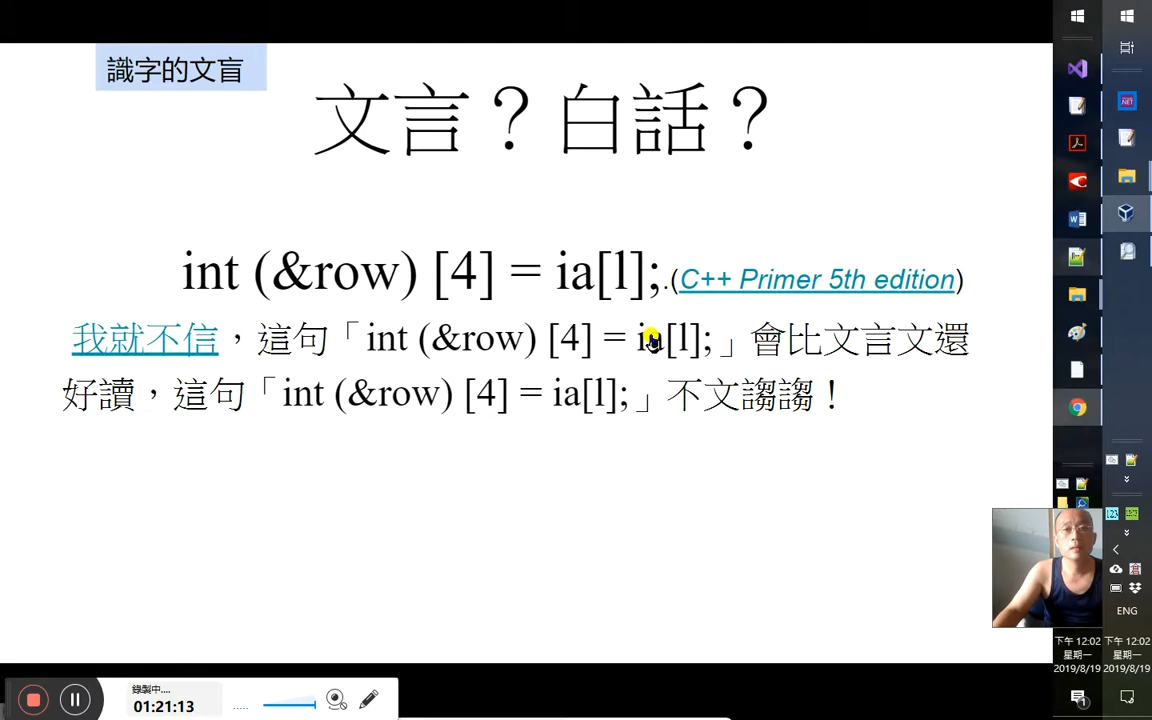 識字的文盲
文言？白話？
int (&row) [4] = ia[l];.(C++ Primer 5th edition)
我就不信，這句「int (&row) [4] = ia[l];」會比文言文還
好讀，這句「int (&row) [4] = ia[l];」不文謅謅！
錄製中....
01:21:13
.....
ENG
下午 12:02
星期一
2019/8/19
下午 12:02
星期一
2019/8/19